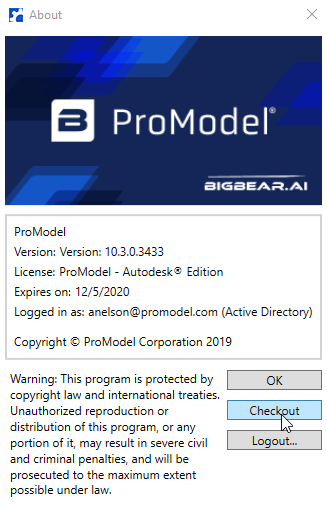 About
ProModel®
BIGBEAR.AI
ProModel
Version: Version: 10.3.0.3433
License: ProModel - Autodesk® Edition
Expires on: 12/5/2020
Logged in as: anelson@promodel.com (Active Directory)
Copyright © ProModel Corporation 2019
Warning: This program is protected by
copyright law and international treaties.
Unauthorized reproduction or
distribution of this program, or any
portion of it, may result in severe civil
and criminal penalties, and will be
prosecuted to the maximum extent
possible under law.
OK
Checkout
Logout...